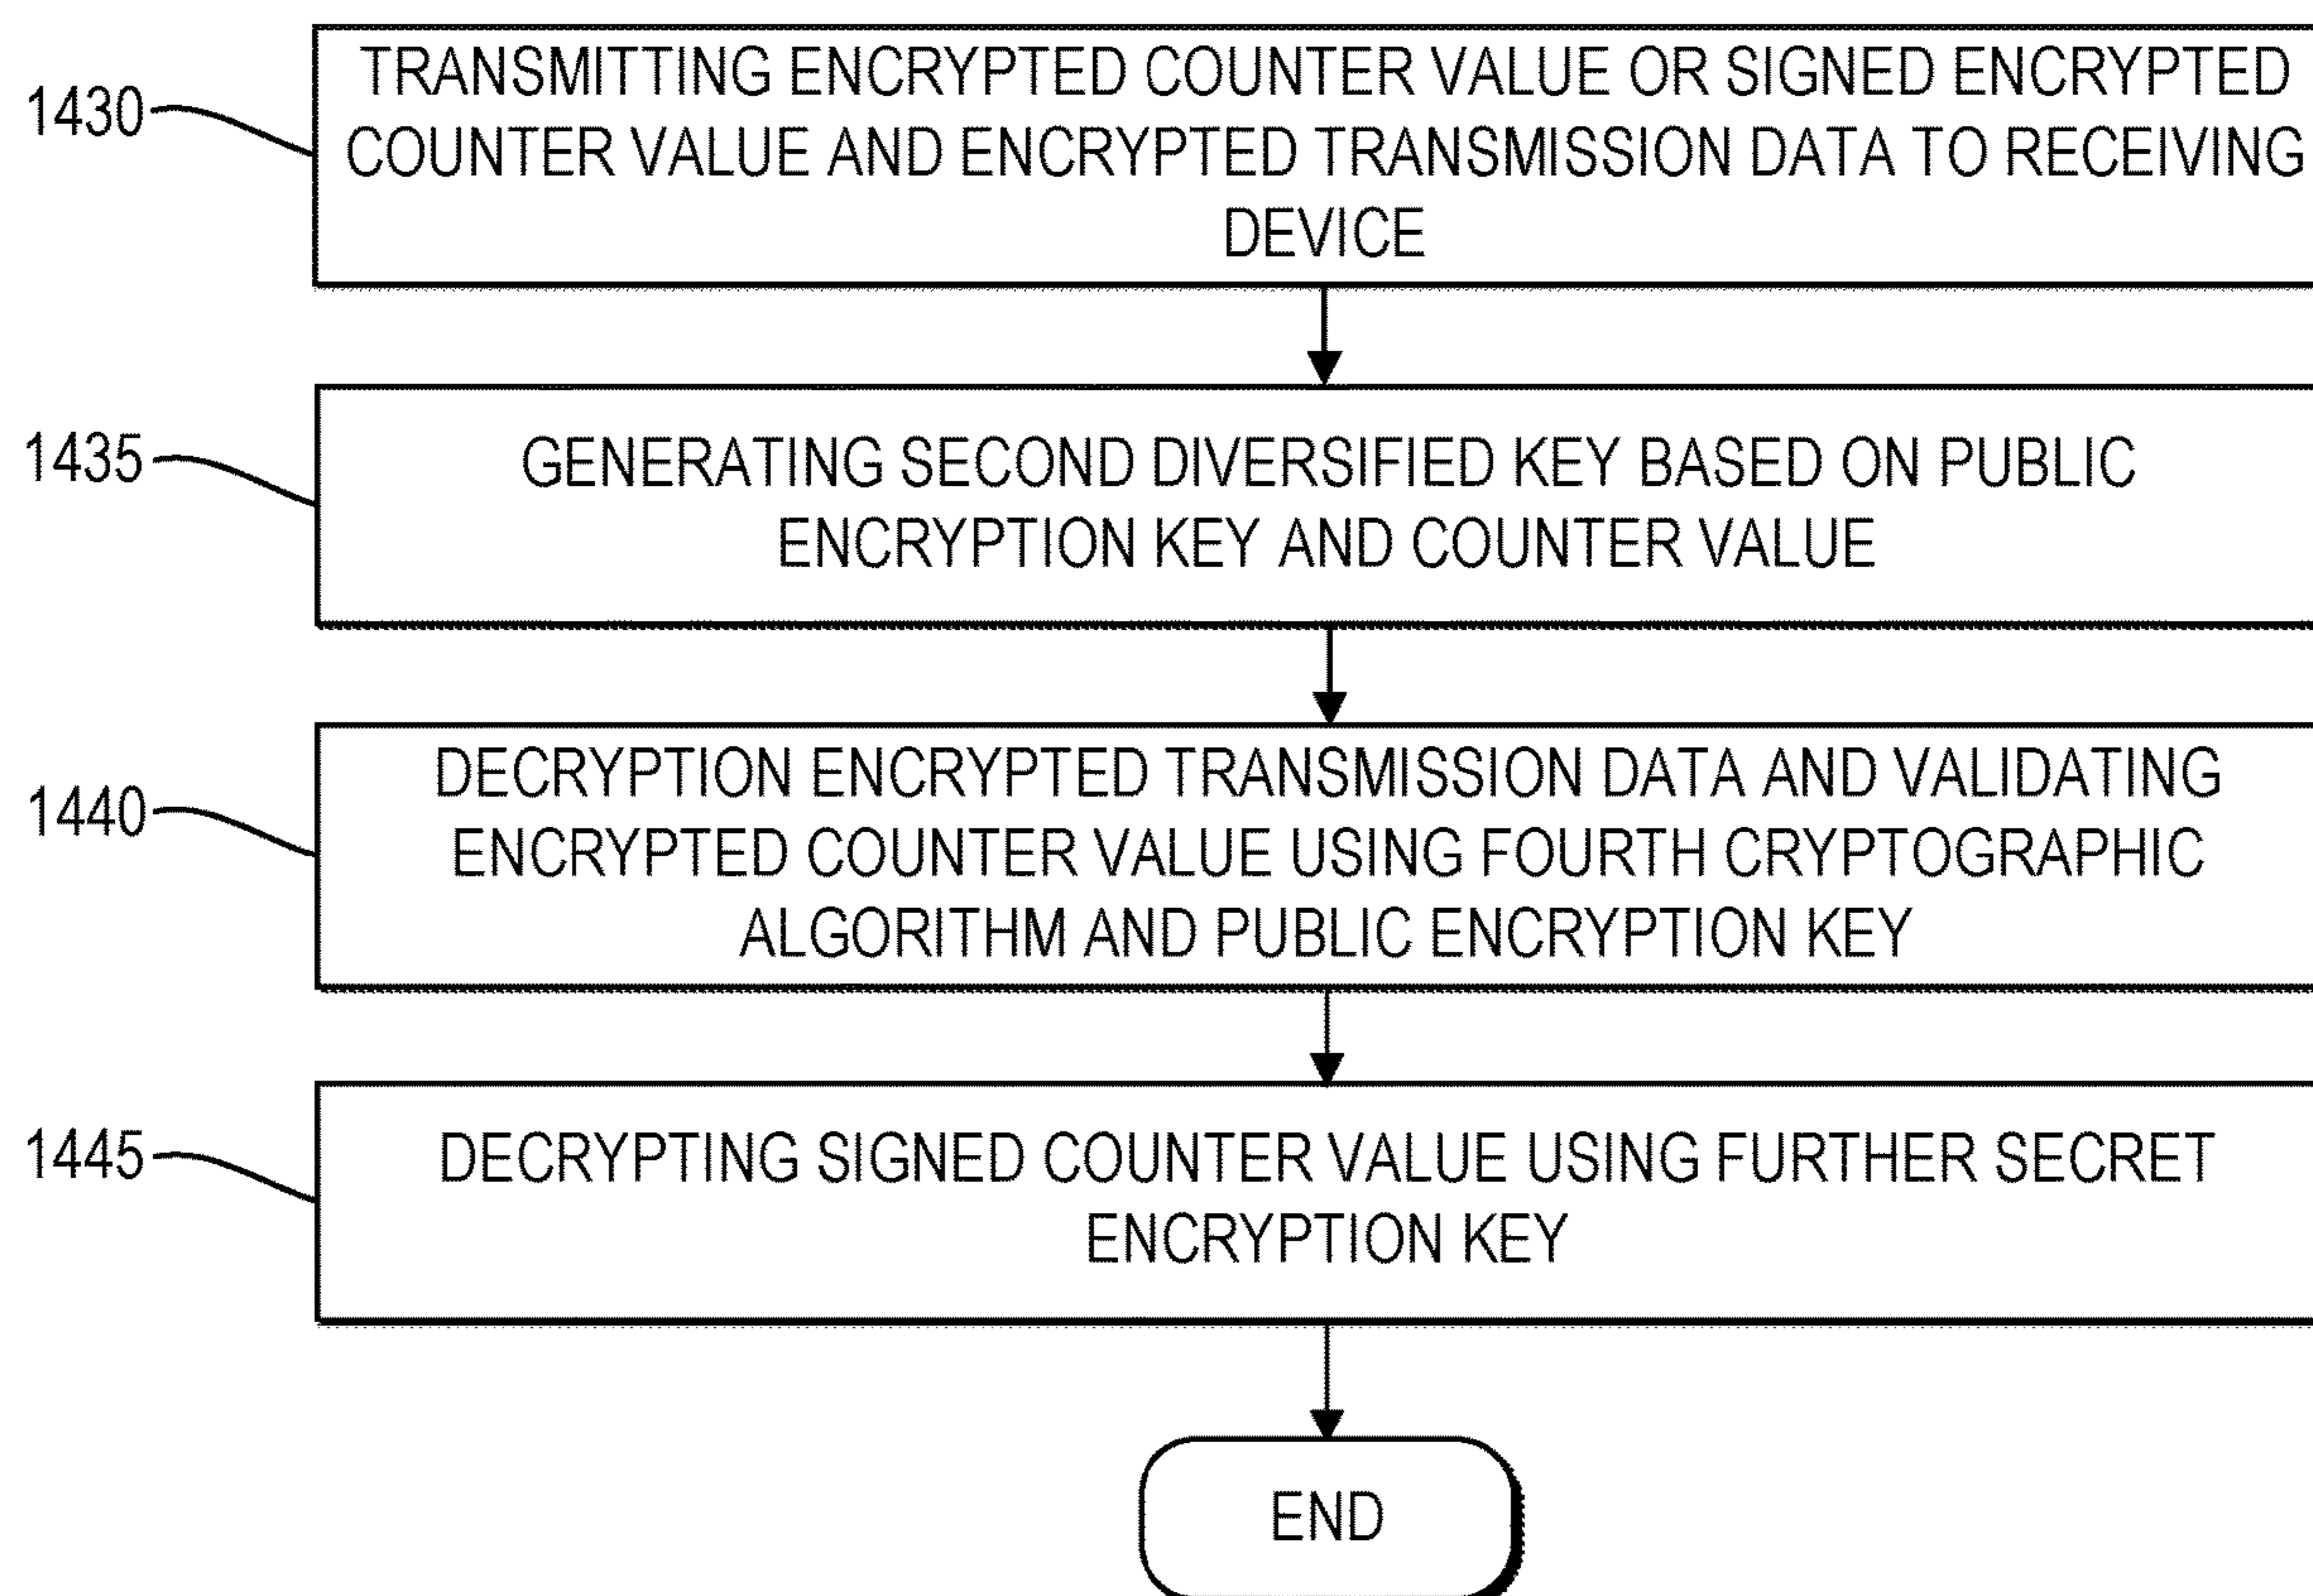 1430
TRANSMITTING ENCRYPTED COUNTER VALUE OR SIGNED ENCRYPTED
COUNTER VALUE AND ENCRYPTED TRANSMISSION DATA TO RECEIVING
DEVICE
1435
GENERATING SECOND DIVERSIFIED KEY BASED ON PUBLIC
ENCRYPTION KEY AND COUNTER VALUE
1440
DECRYPTION ENCRYPTED TRANSMISSION DATA AND VALIDATING
ENCRYPTED COUNTER VALUE USING FOURTH CRYPTOGRAPHIC
ALGORITHM AND PUBLIC ENCRYPTION KEY
1445
DECRYPTING SIGNED COUNTER VALUE USING FURTHER SECRET
ENCRYPTION KEY
END